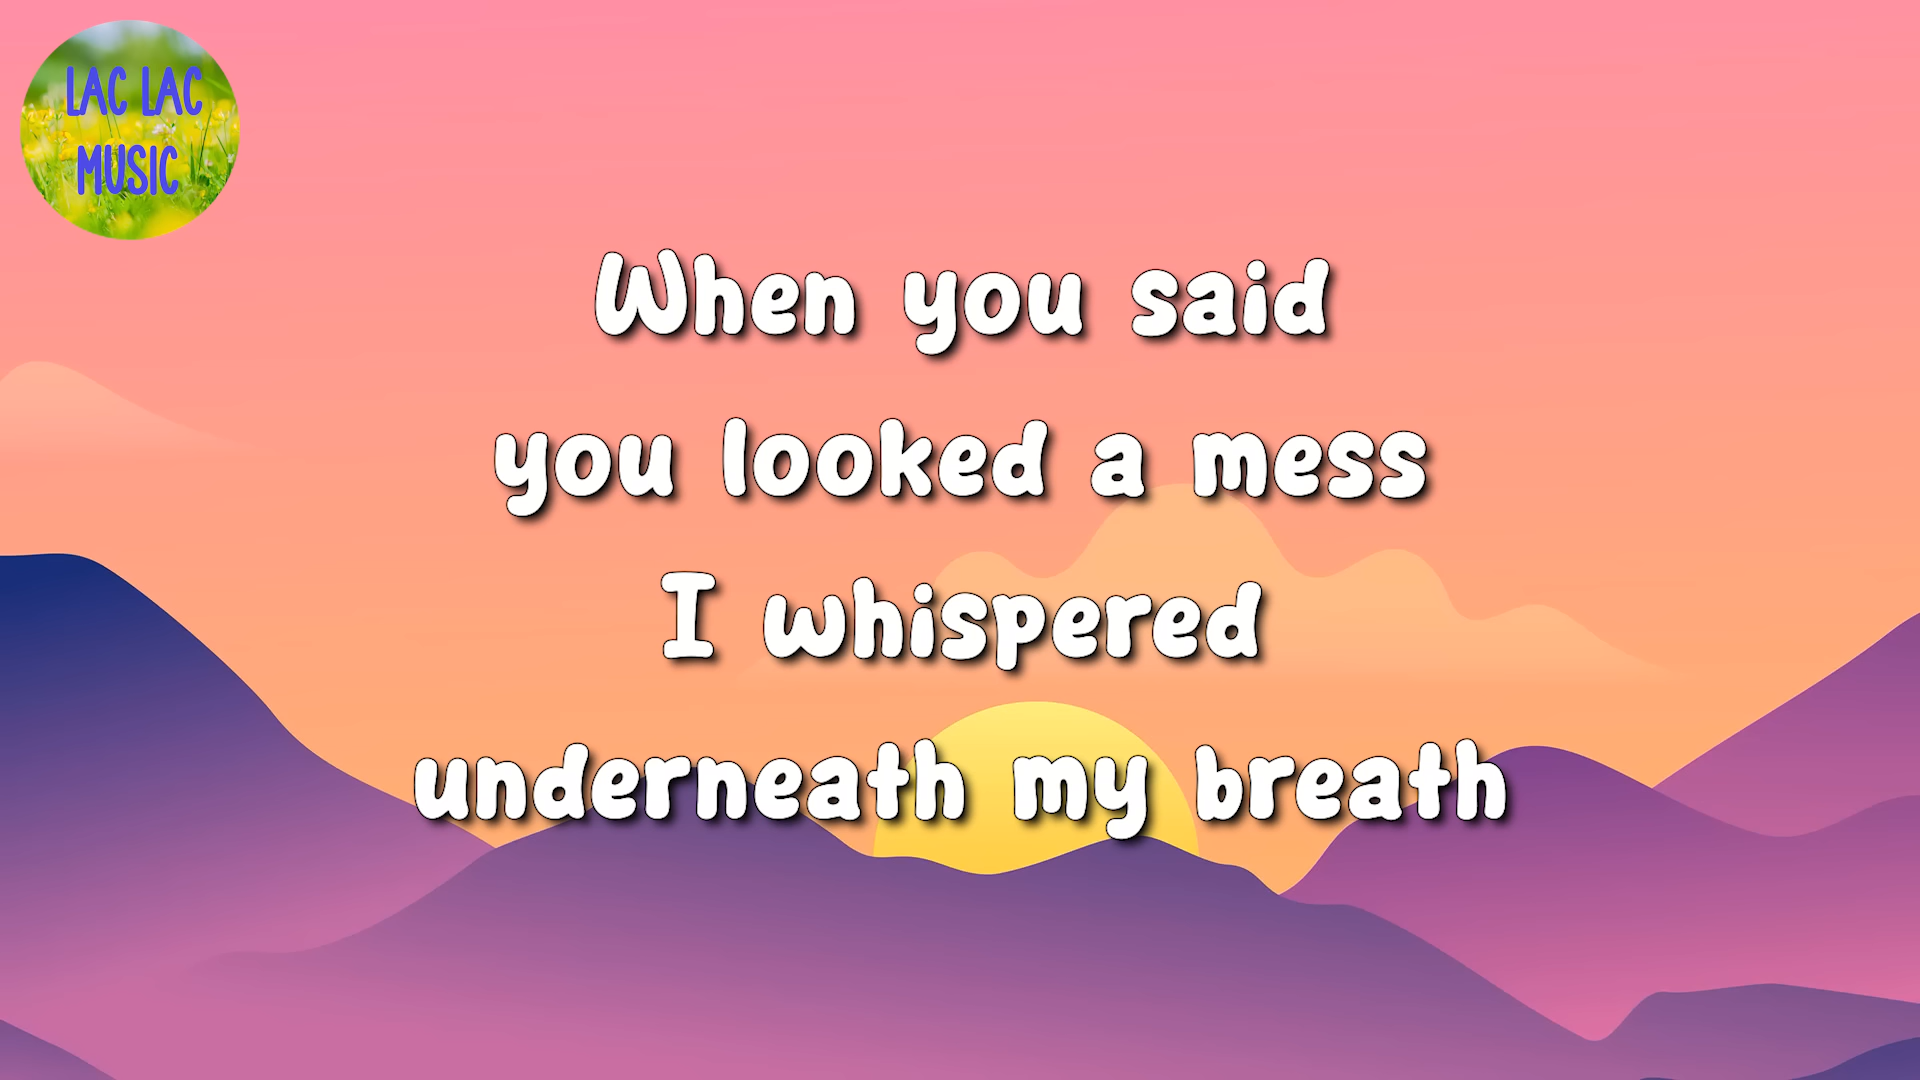 LAC LAC
MUSIC
When you said
you looked a mess
I whispered
underneath my breath